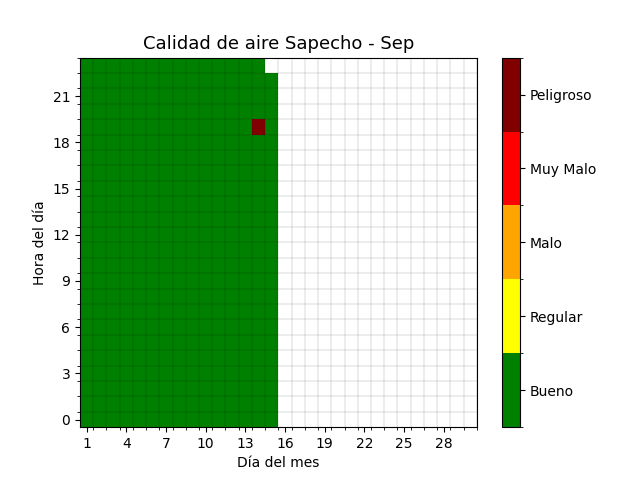 Calidad de aire Sapecho - Sep
Hora del día
21
18
15
12
9
6
3
0
1 4 7 10 13 16 19 22 25 28
Día del mes
Peligroso
Muy Malo
Malo
Regular
Bueno